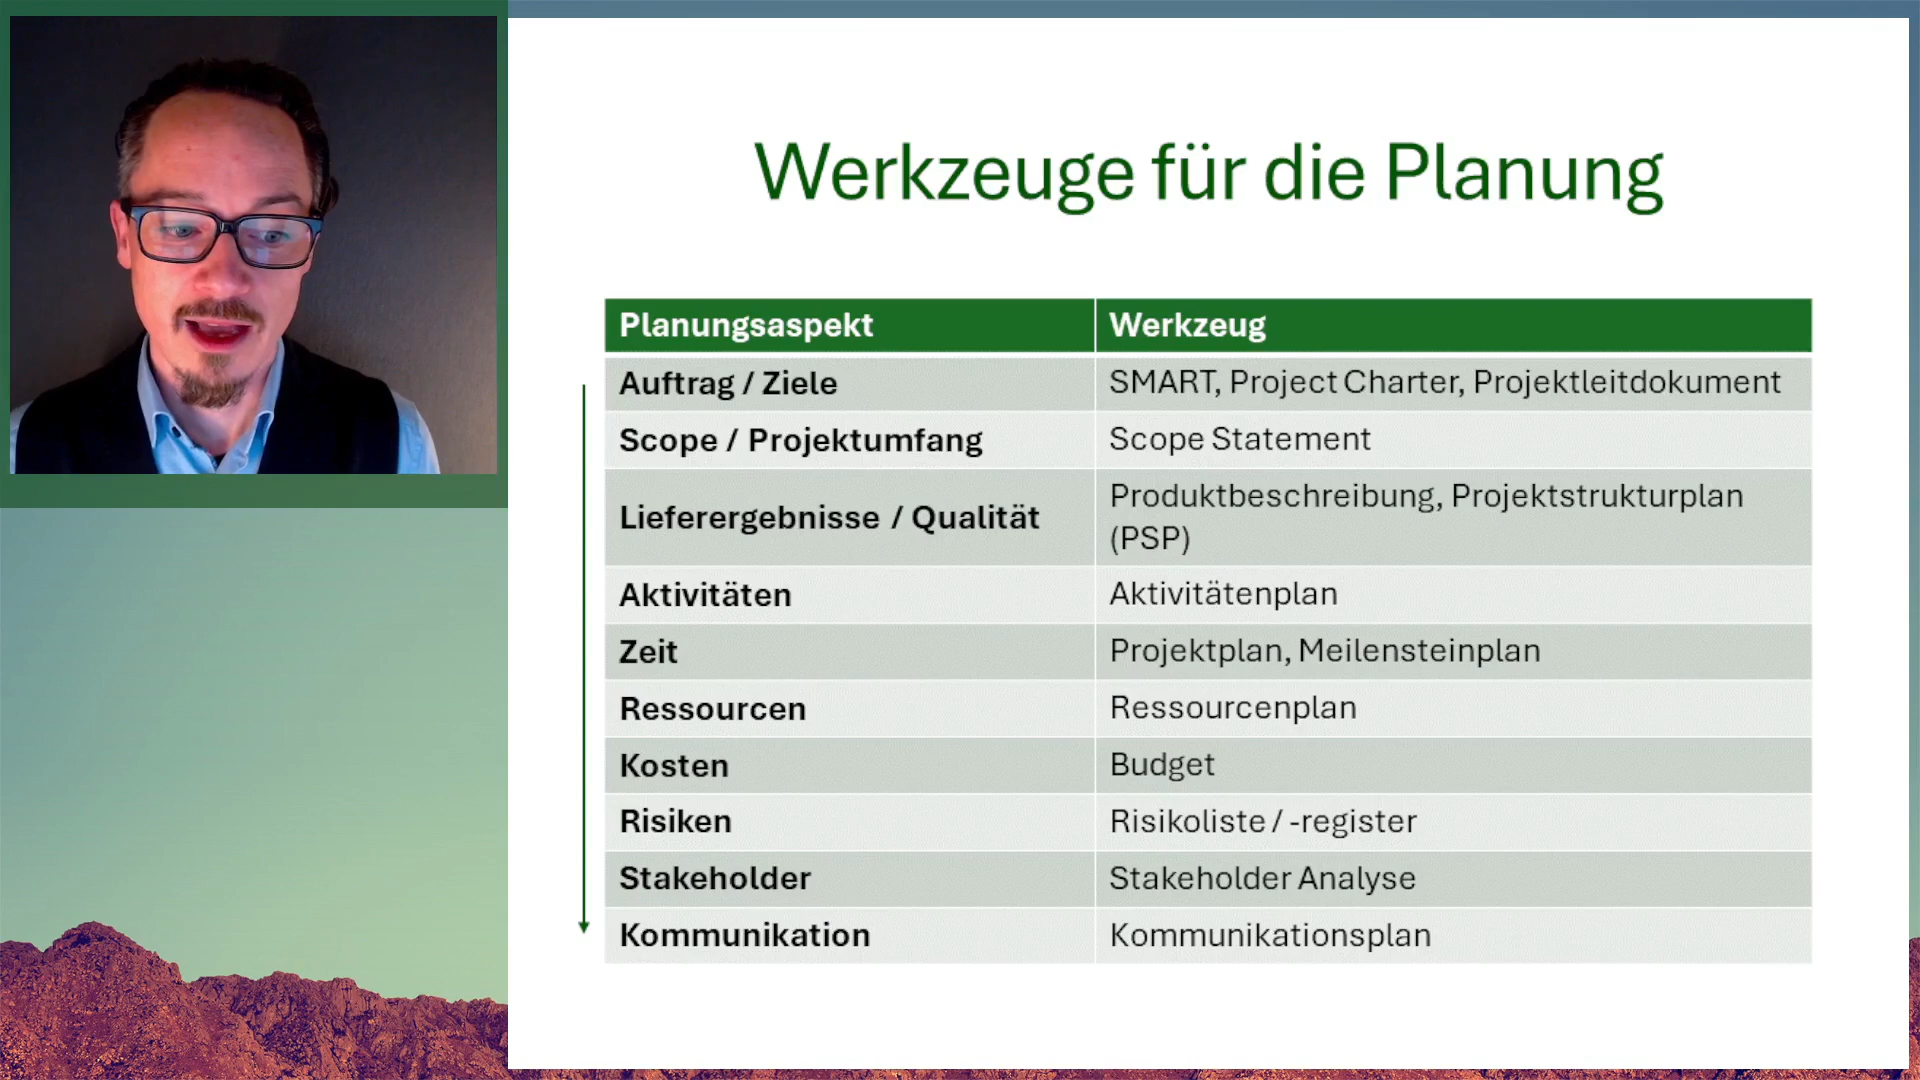 Werkzeuge für die Planung
Planungsaspekt Werkzeug
Auftrag / Ziele SMART, Project Charter, Projektleitdokument
Scope / Projektumfang Scope Statement
Lieferergebnisse / Qualität Produktbeschreibung, Projektstrukturplan
(PSP)
Aktivitäten Aktivitätenplan
Zeit Projektplan, Meilensteinplan
Ressourcen Ressourcenplan
Kosten Budget
Risiken Risikoliste / -register
Stakeholder Stakeholder Analyse
Kommunikation Kommunikationsplan